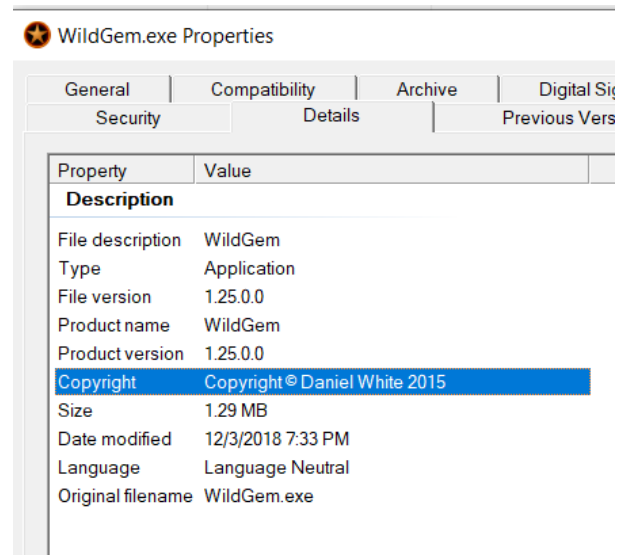 WildGem.exe Properties
General Compatibility Archive Digital
Security Details Previous
Property Value
Description
File description WildGem
Type Application
File version 1.25.0.0
Product name WildGem
Product version 1.25.0.0
Copyright Copyright © Daniel White 2015
Size 1.29 MB
Date modified 12/3/2018 7:33 PM
Language Language Neutral
Original filename WildGem.exe